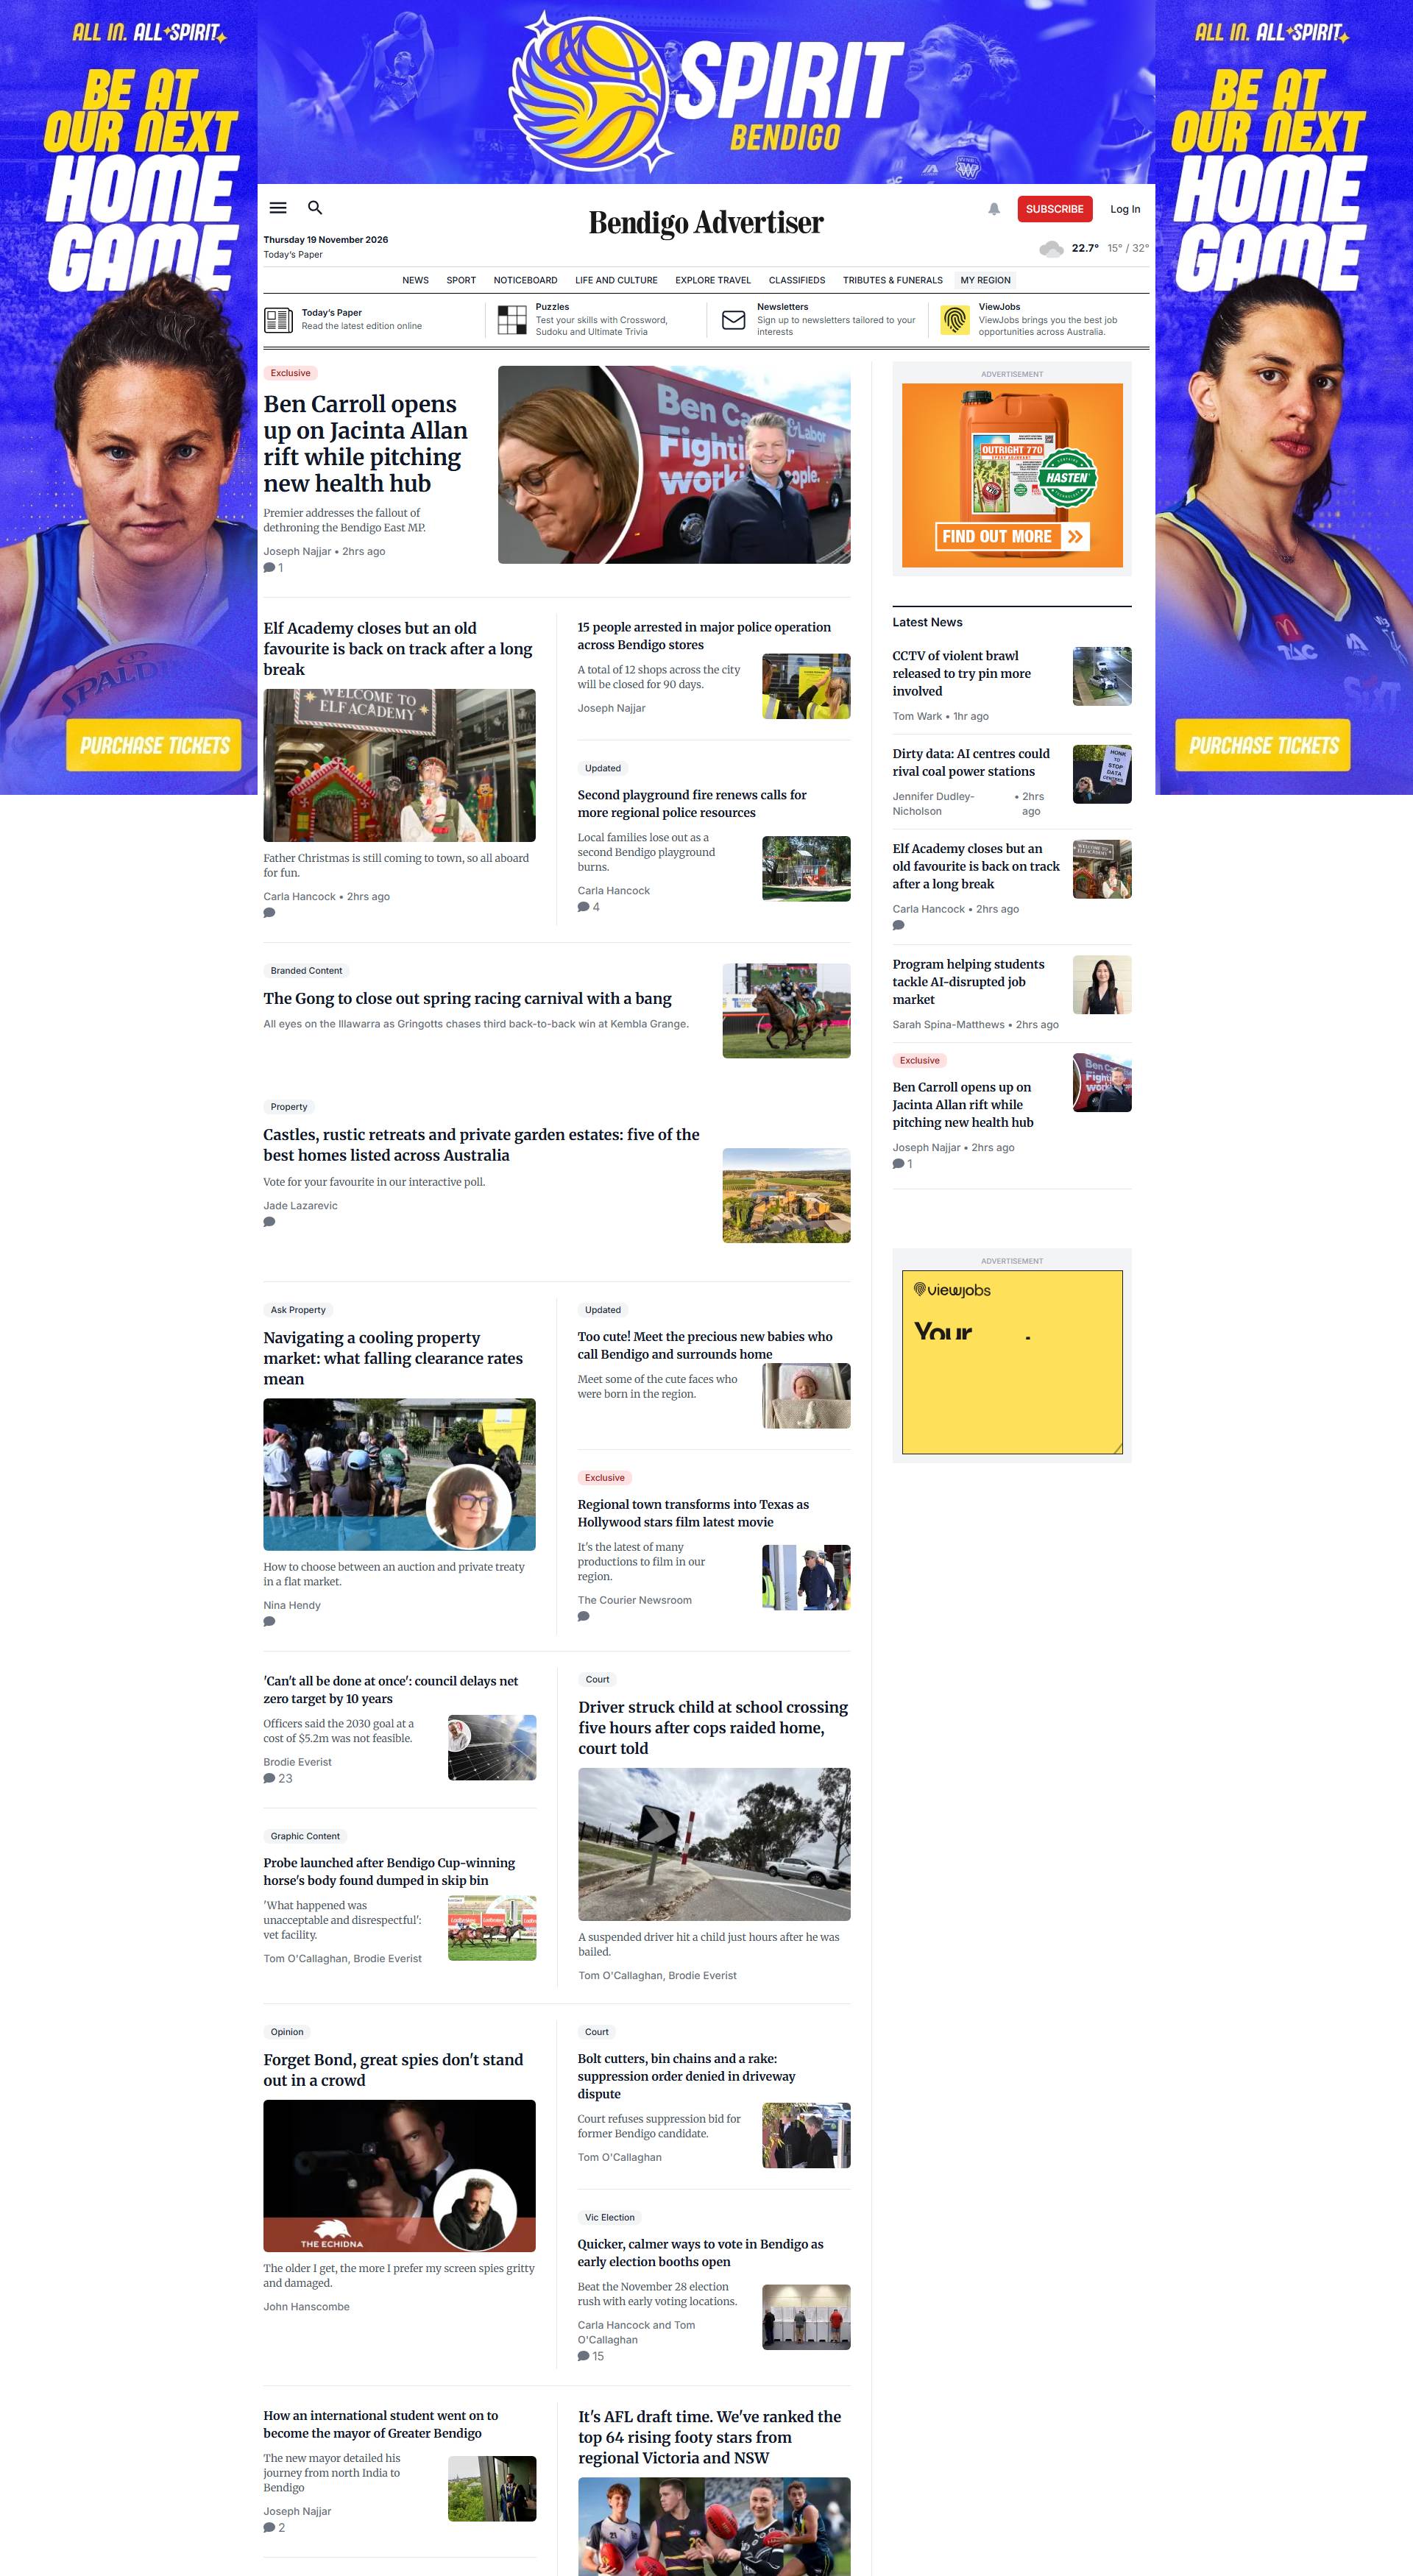 ALL IN. ALL SPIRIT
BE AT
OUR NEXT
HOME
GAME
SPALDING
PURCHASE TICKETS
SPIRIT
BENDIGO
ALL IN. ALL SPIRIT
BE AT
OUR NEXT
HOME
GAME
TAC
PURCHASE TICKETS
Bendigo Advertiser
SUBSCRIBE
Log In
Thursday 19 November 2026
Today's Paper
22.7° 15° / 32°
NEWS SPORT NOTICEBOARD LIFE AND CULTURE EXPLORE TRAVEL CLASSIFIEDS TRIBUTES & FUNERALS MY REGION
Today's Paper
Read the latest edition online
Puzzles
Test your skills with Crossword,
Sudoku and Ultimate Trivia
Newsletters
Sign up to newsletters tailored to your
interests
ViewJobs
ViewJobs brings you the best job
opportunities across Australia.
Exclusive
Ben Carroll opens
up on Jacinta Allan
rift while pitching
new health hub
Premier addresses the fallout of
dethroning the Bendigo East MP.
Joseph Najjar • 2hrs ago
1
Elf Academy closes but an old
favourite is back on track after a long
break
WELCOME TO
ELF ACADEMY
Father Christmas is still coming to town, so all aboard
for fun.
Carla Hancock • 2hrs ago
15 people arrested in major police operation
across Bendigo stores
A total of 12 shops across the city
will be closed for 90 days.
Joseph Najjar
Updated
Second playground fire renews calls for
more regional police resources
Local families lose out as a
second Bendigo playground
burns.
Carla Hancock
4
Branded Content
The Gong to close out spring racing carnival with a bang
All eyes on the Illawarra as Gringotts chases third back-to-back win at Kembla Grange.
Property
Castles, rustic retreats and private garden estates: five of the
best homes listed across Australia
Vote for your favourite in our interactive poll.
Jade Lazarevic
Ask Property
Navigating a cooling property
market: what falling clearance rates
mean
How to choose between an auction and private treaty
in a flat market.
Nina Hendy
Updated
Too cute! Meet the precious new babies who
call Bendigo and surrounds home
Meet some of the cute faces who
were born in the region.
Exclusive
Regional town transforms into Texas as
Hollywood stars film latest movie
It's the latest of many
productions to film in our
region.
The Courier Newsroom
'Can't all be done at once': council delays net
zero target by 10 years
Officers said the 2030 goal at a
cost of $5.2m was not feasible.
Brodie Everist
23
Graphic Content
Probe launched after Bendigo Cup-winning
horse's body found dumped in skip bin
'What happened was
unacceptable and disrespectful':
vet facility.
Tom O'Callaghan, Brodie Everist
Court
Driver struck child at school crossing
five hours after cops raided home,
court told
A suspended driver hit a child just hours after he was
bailed.
Tom O'Callaghan, Brodie Everist
Opinion
Forget Bond, great spies don't stand
out in a crowd
THE ECHIDNA
The older I get, the more I prefer my screen spies gritty
and damaged.
John Hanscombe
Court
Bolt cutters, bin chains and a rake:
suppression order denied in driveway
dispute
Court refuses suppression bid for
former Bendigo candidate.
Tom O'Callaghan
Vic Election
Quicker, calmer ways to vote in Bendigo as
early election booths open
Beat the November 28 election
rush with early voting locations.
Carla Hancock and Tom
O'Callaghan
15
How an international student went on to
become the mayor of Greater Bendigo
The new mayor detailed his
journey from north India to
Bendigo
Joseph Najjar
2
It's AFL draft time. We've ranked the
top 64 rising footy stars from
regional Victoria and NSW
ADVERTISEMENT
OUTRIGHT 770
HASTEN
FIND OUT MORE
Latest News
CCTV of violent brawl
released to try pin more
involved
Tom Wark • 1hr ago
Dirty data: AI centres could
rival coal power stations
Jennifer Dudley-
Nicholson
• 2hrs
ago
HONK
TO
STOP
DATA
CENTRES
Elf Academy closes but an
old favourite is back on track
after a long break
Carla Hancock • 2hrs ago
Program helping students
tackle AI-disrupted job
market
Sarah Spina-Matthews • 2hrs ago
Exclusive
Ben Carroll opens up on
Jacinta Allan rift while
pitching new health hub
Joseph Najjar • 2hrs ago
1
ADVERTISEMENT
viewjobs
Your